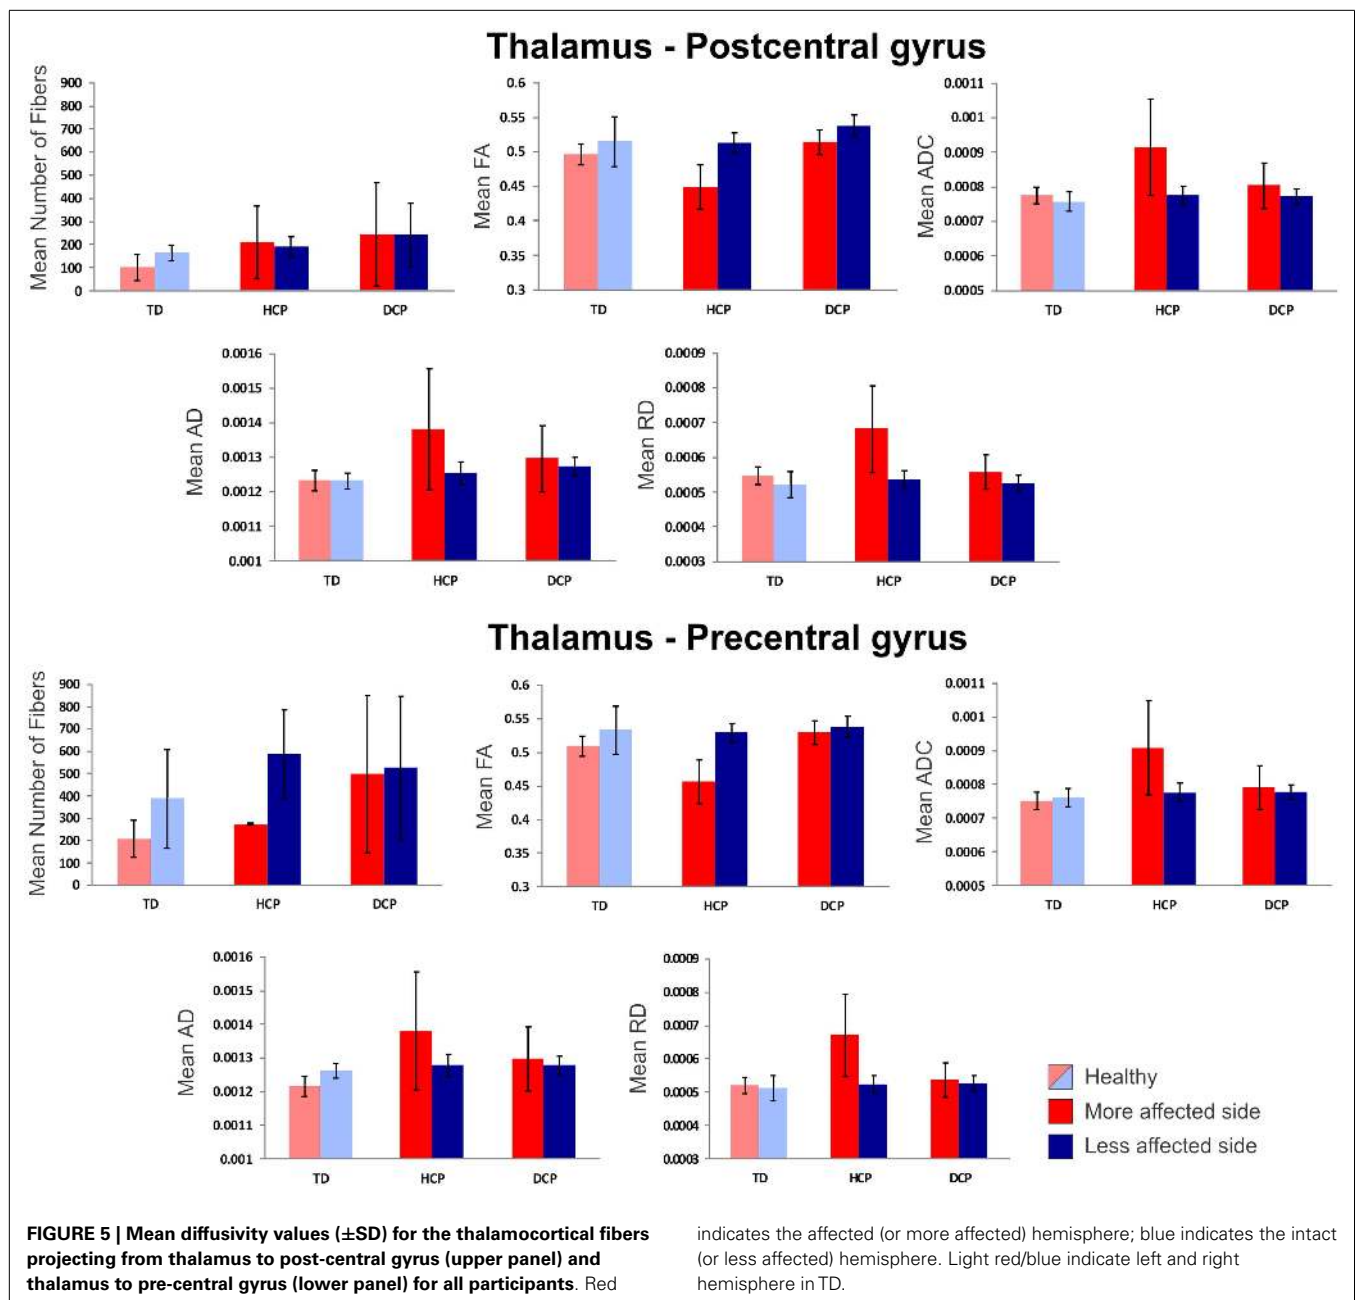 Thalamus - Postcentral gyrus
Mean Number of Fibers
900
800
700
600
500
400
300
200
100
0
TD HCP DCP
Mean FA
0.6
0.55
0.5
0.45
0.4
0.35
0.3
TD HCP DCP
Mean ADC
0.0011
0.001
0.0009
0.0008
0.0007
0.0006
0.0005
TD HCP DCP
Mean AD
0.0016
0.0015
0.0014
0.0013
0.0012
0.0011
0.001
TD HCP DCP
Mean RD
0.0009
0.0008
0.0007
0.0006
0.0005
0.0004
0.0003
TD HCP DCP
Thalamus - Precentral gyrus
Mean Number of Fibers
900
800
700
600
500
400
300
200
100
0
TD HCP DCP
Mean FA
0.6
0.55
0.5
0.45
0.4
0.35
0.3
TD HCP DCP
Mean ADC
0.0011
0.001
0.0009
0.0008
0.0007
0.0006
0.0005
TD HCP DCP
Mean AD
0.0016
0.0015
0.0014
0.0013
0.0012
0.0011
0.001
TD HCP DCP
Mean RD
0.0009
0.0008
0.0007
0.0006
0.0005
0.0004
0.0003
TD HCP DCP
Healthy
More affected side
Less affected side
FIGURE 5 | Mean diffusivity values (±SD) for the thalamocortical fibers
projecting from thalamus to post-central gyrus (upper panel) and
thalamus to pre-central gyrus (lower panel) for all participants. Red
indicates the affected (or more affected) hemisphere; blue indicates the intact
(or less affected) hemisphere. Light red/blue indicate left and right
hemisphere in TD.